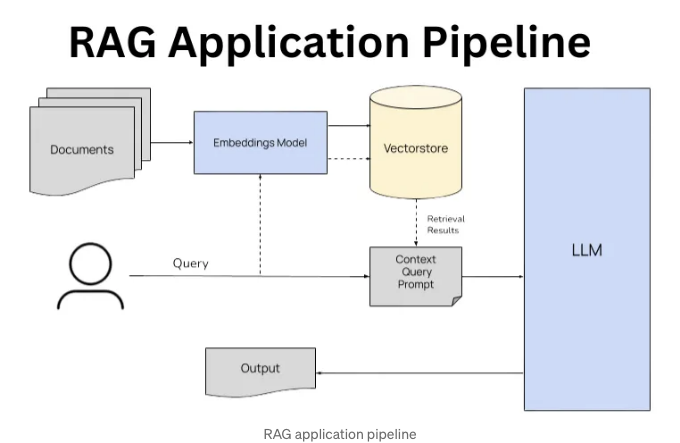 RAG Application Pipeline
Documents
Embeddings Model
Vectorstore
Retrieval
Results
Query
Context
Query
Prompt
LLM
Output
RAG application pipeline